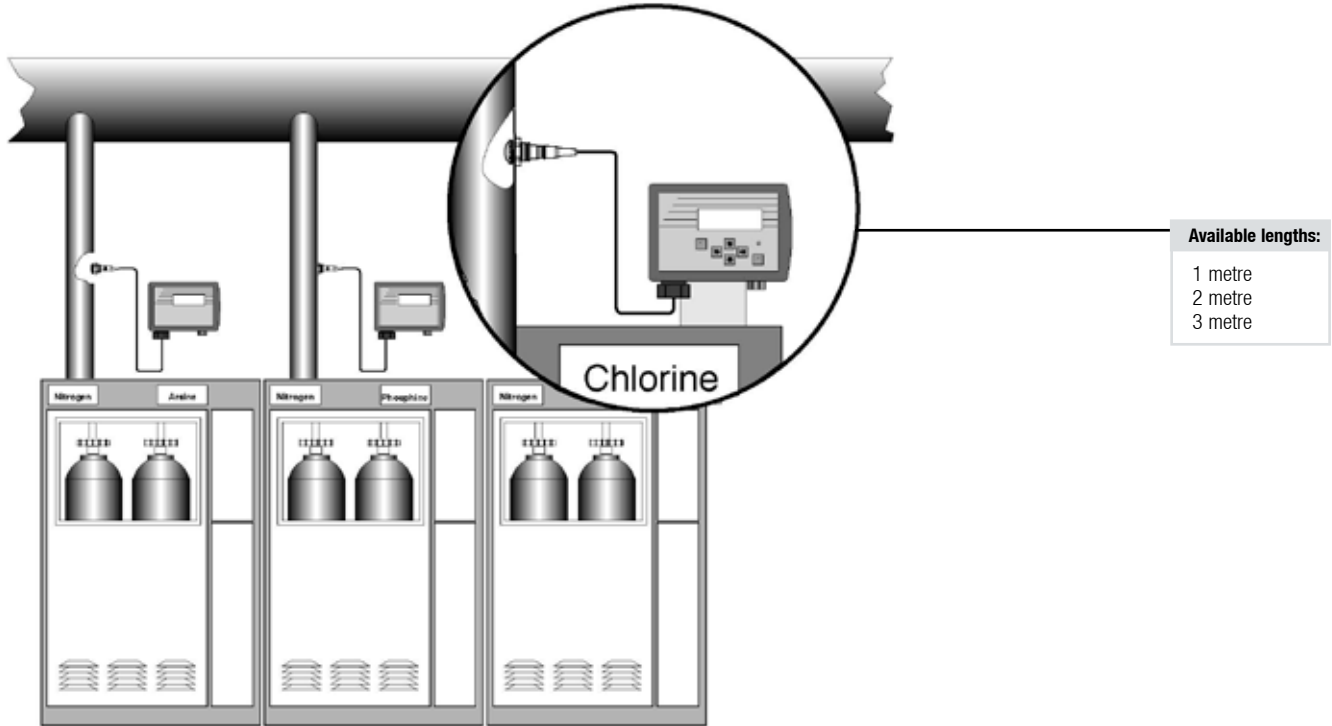 Available lengths:
1 metre
2 metre
3 metre
Chlorine
Nitrogen
Arsine
Nitrogen
Phosphine
Nitrogen